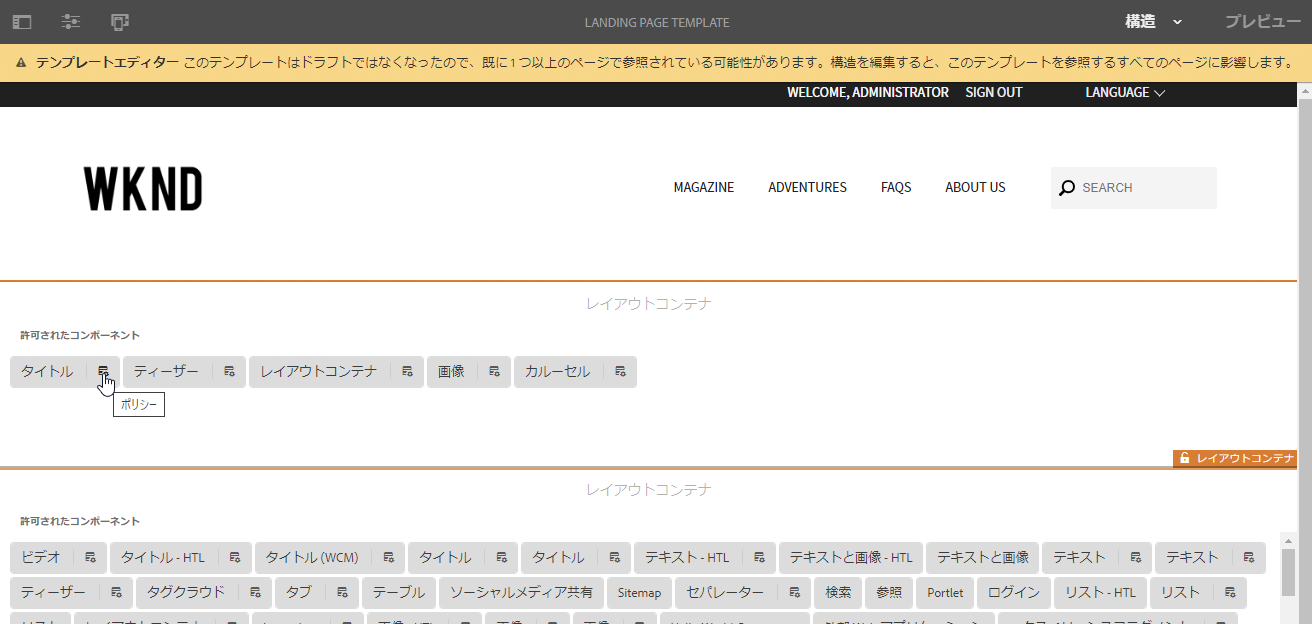 LANDING PAGE TEMPLATE 構造 プレビュー
テンプレートエディター このテンプレートはドラフトではなくなったので、既に 1 つ以上のページで参照されている可能性があります。構造を編集すると、このテンプレートを参照するすべてのページに影響します。
WELCOME, ADMINISTRATOR SIGN OUT LANGUAGE
WKND MAGAZINE ADVENTURES FAQS ABOUT US SEARCH
レイアウトコンテナ
許可されたコンポーネント
タイトル ティーザー レイアウトコンテナ 画像 カルーセル
ポリシー
レイアウトコンテナ
レイアウトコンテナ
許可されたコンポーネント
ビデオ タイトル - HTL タイトル (WCM) タイトル タイトル テキスト - HTL テキストと画像 - HTL テキストと画像 テキスト テキスト
ティーザー タグクラウド タブ テーブル ソーシャルメディア共有 Sitemap セパレーター 検索 参照 Portlet ログイン リスト - HTL リスト